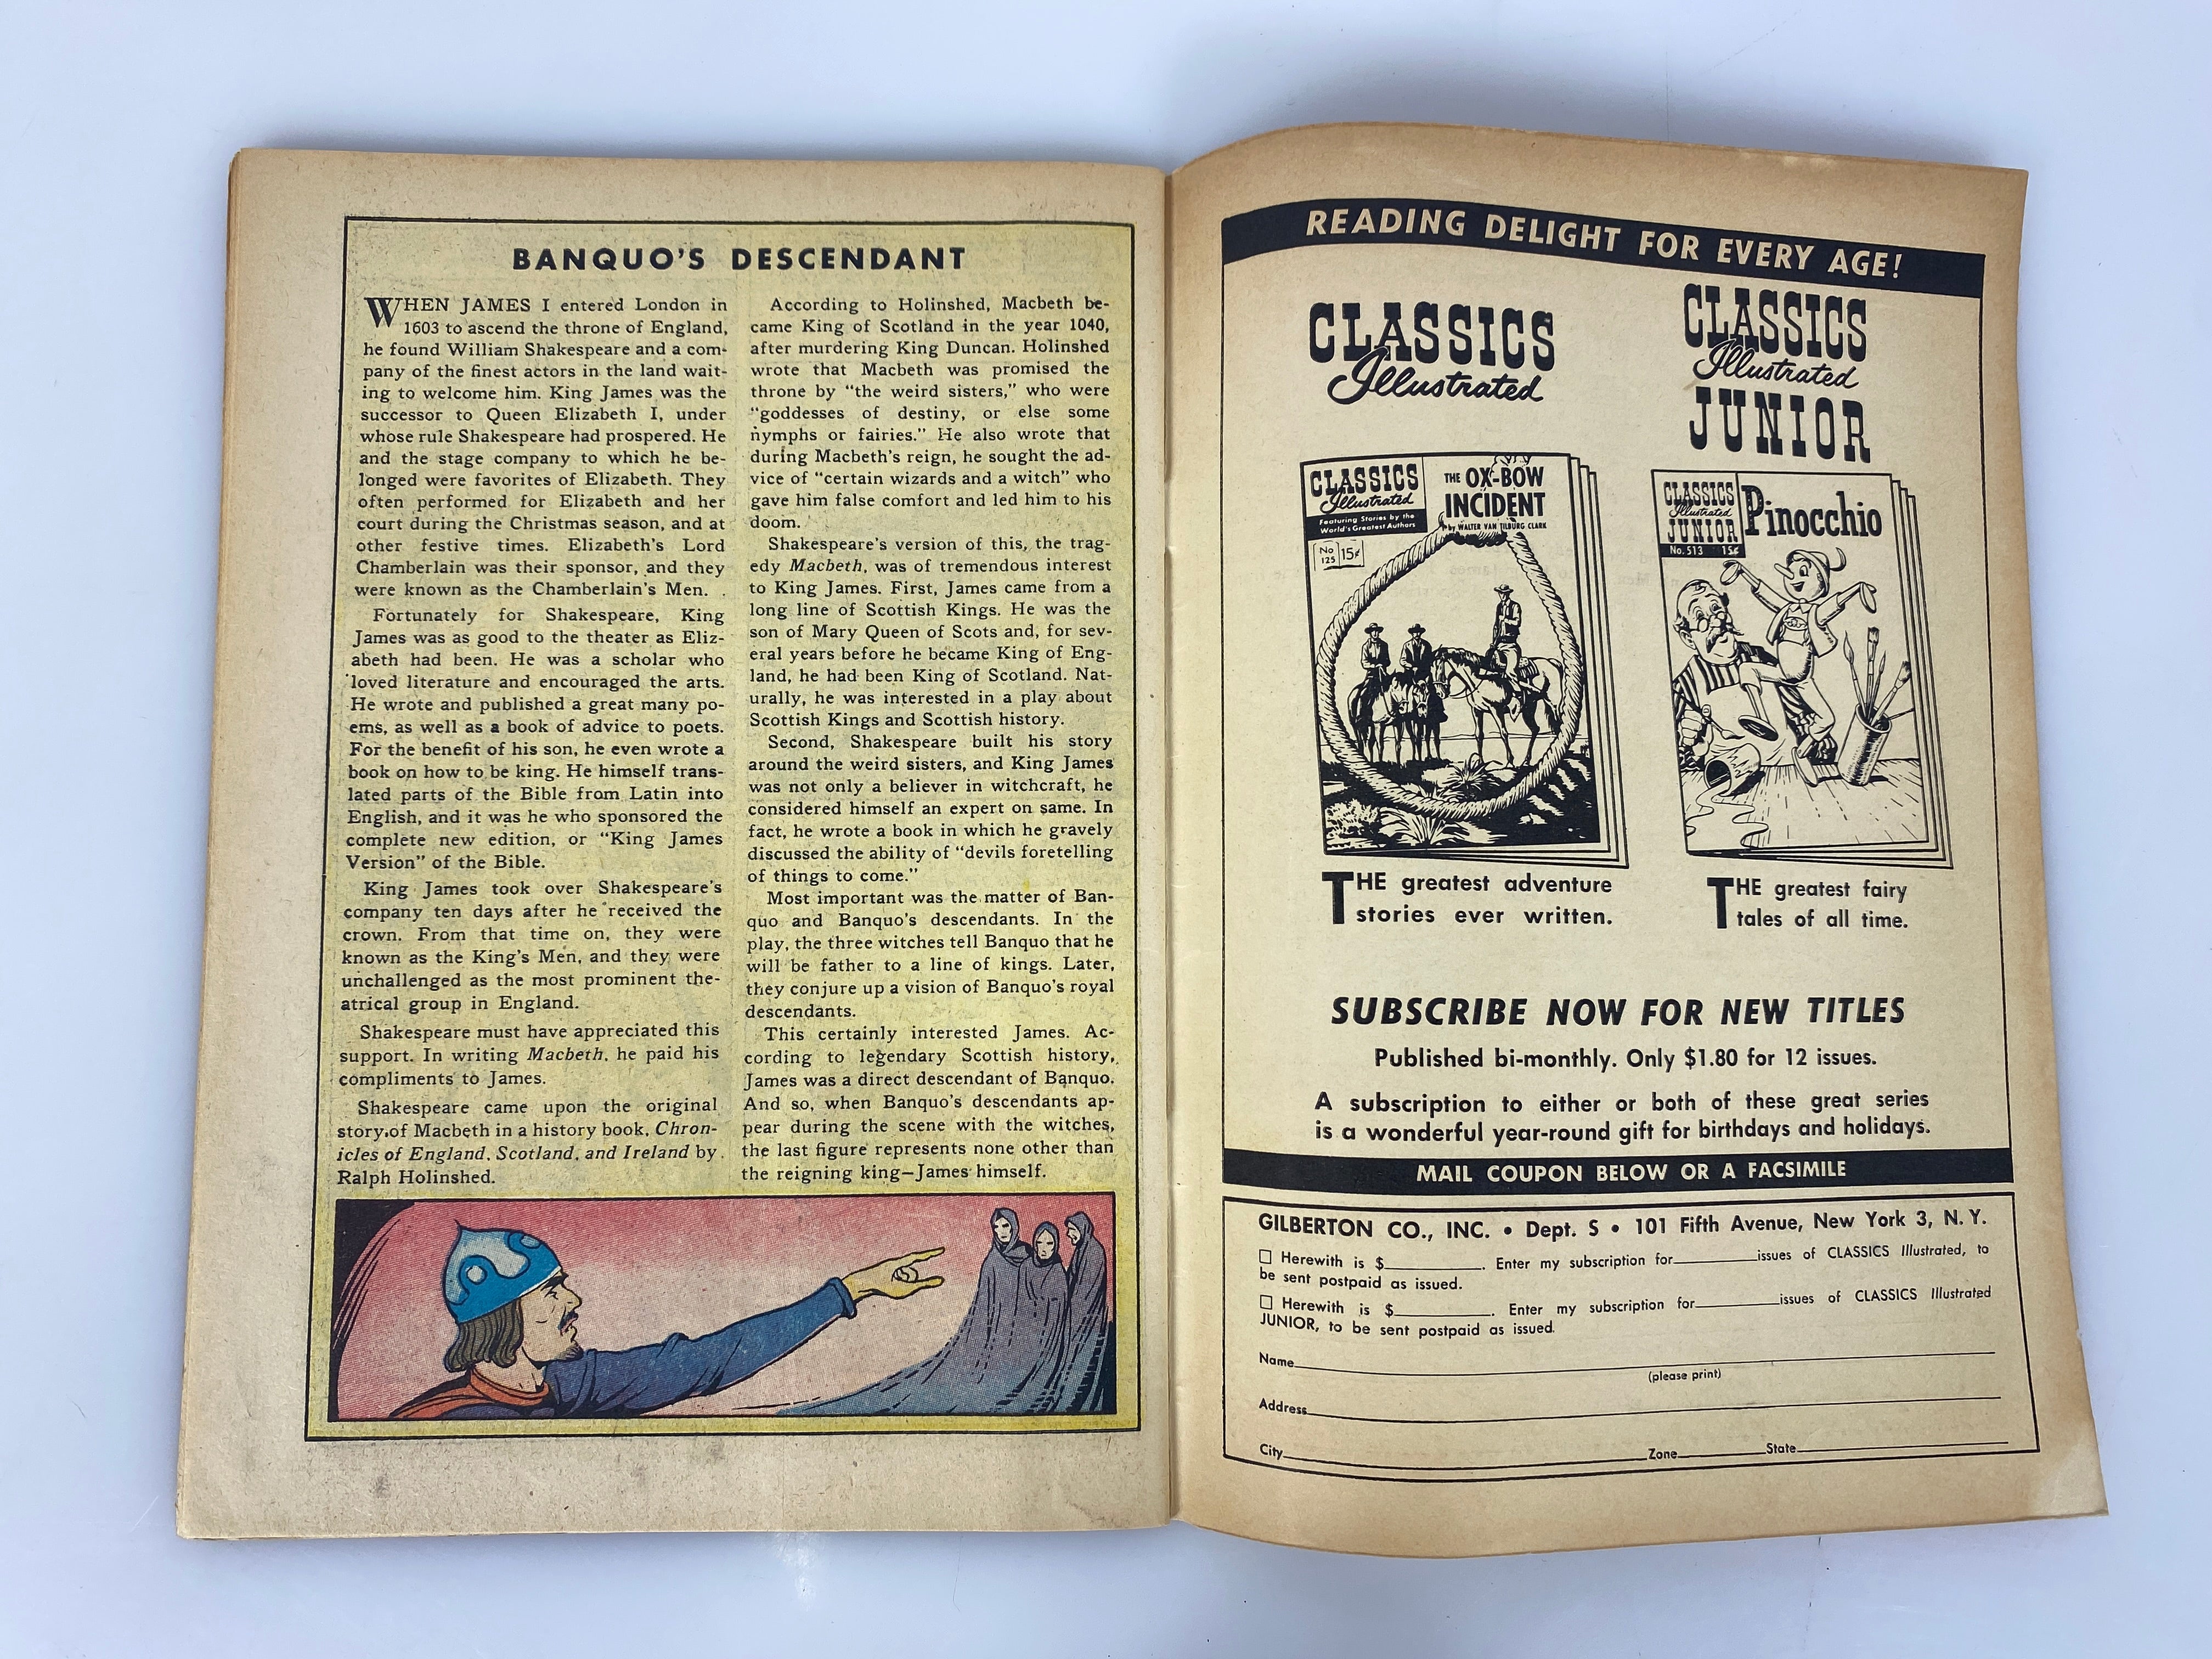 BANQUO'S DESCENDANT
WHEN JAMES I entered London in
1603 to ascend the throne of England,
he found William Shakespeare and a com-
pany of the finest actors in the land wait-
ing to welcome him. King James was the
successor to Queen Elizabeth I, under
whose rule Shakespeare had prospered. He
and the stage company to which he be-
longed were favorites of Elizabeth. They
often performed for Elizabeth and her
court during the Christmas season, and at
other festive times. Elizabeth's Lord
Chamberlain was their sponsor, and they
were known as the Chamberlain's Men.
Fortunately for Shakespeare, King
James was as good to the theater as Eliz-
abeth had been. He was a scholar who
loved literature and encouraged the arts.
He wrote and published a great many po-
ems, as well as a book of advice to poets.
For the benefit of his son, he even wrote a
book on how to be king. He himself trans-
lated parts of the Bible from Latin into
English, and it was he who sponsored the
complete new edition, or "King James
Version" of the Bible.
King James took over Shakespeare's
company ten days after he received the
crown. From that time on, they were
known as the King's Men, and they were
unchallenged as the most prominent the-
atrical group in England.
Shakespeare must have appreciated this
support. In writing Macbeth, he paid his
compliments to James.
Shakespeare came upon the original
story of Macbeth in a history book, Chron-
icles of England, Scotland, and Ireland by
Ralph Holinshed.
According to Holinshed, Macbeth be-
came King of Scotland in the year 1040,
after murdering King Duncan. Holinshed
wrote that Macbeth was promised the
throne by "the weird sisters," who were
"goddesses of destiny, or else some
nymphs or fairies." He also wrote that
during Macbeth's reign, he sought the ad-
vice of "certain wizards and a witch" who
gave him false comfort and led him to his
doom.
Shakespeare's version of this, the trag-
edy Macbeth, was of tremendous interest
to King James. First, James came from a
long line of Scottish Kings. He was the
son of Mary Queen of Scots and, for sev-
eral years before he became King of Eng-
land, he had been King of Scotland. Nat-
urally, he was interested in a play about
Scottish Kings and Scottish history.
Second, Shakespeare built his story
around the weird sisters, and King James
was not only a believer in witchcraft, he
considered himself an expert on same. In
fact, he wrote a book in which he gravely
discussed the ability of "devils foretelling
of things to come."
Most important was the matter of Ban-
quo and Banquo's descendants. In the
play, the three witches tell Banquo that he
will be father to a line of kings. Later,
they conjure up a vision of Banquo's royal
descendants.
This certainly interested James. Ac-
cording to legendary Scottish history,
James was a direct descendant of Banquo.
And so, when Banquo's descendants ap-
pear during the scene with the witches,
the last figure represents none other than
the reigning king—James himself.
READING DELIGHT FOR EVERY AGE!
CLASSICS
Illustrated
CLASSICS
Illustrated
JUNIOR
CLASSICS
Illustrated
Featuring Stories by the
World's Greatest Authors
No 125
15¢
THE OX-BOW
INCIDENT
by WALTER VAN TILBURG CLARK
CLASSICS
Illustrated
JUNIOR
No. 513 15¢
Pinocchio
THE greatest adventure
stories ever written.
THE greatest fairy
tales of all time.
SUBSCRIBE NOW FOR NEW TITLES
Published bi-monthly. Only $1.80 for 12 issues.
A subscription to either or both of these great series
is a wonderful year-round gift for birthdays and holidays.
MAIL COUPON BELOW OR A FACSIMILE
GILBERTON CO., INC. • Dept. S • 101 Fifth Avenue, New York 3, N. Y.
☐ Herewith is $__________. Enter my subscription for__________issues of CLASSICS Illustrated, to
be sent postpaid as issued.
☐ Herewith is $__________. Enter my subscription for__________issues of CLASSICS Illustrated
JUNIOR, to be sent postpaid as issued.
Name
(please print)
Address
City Zone State